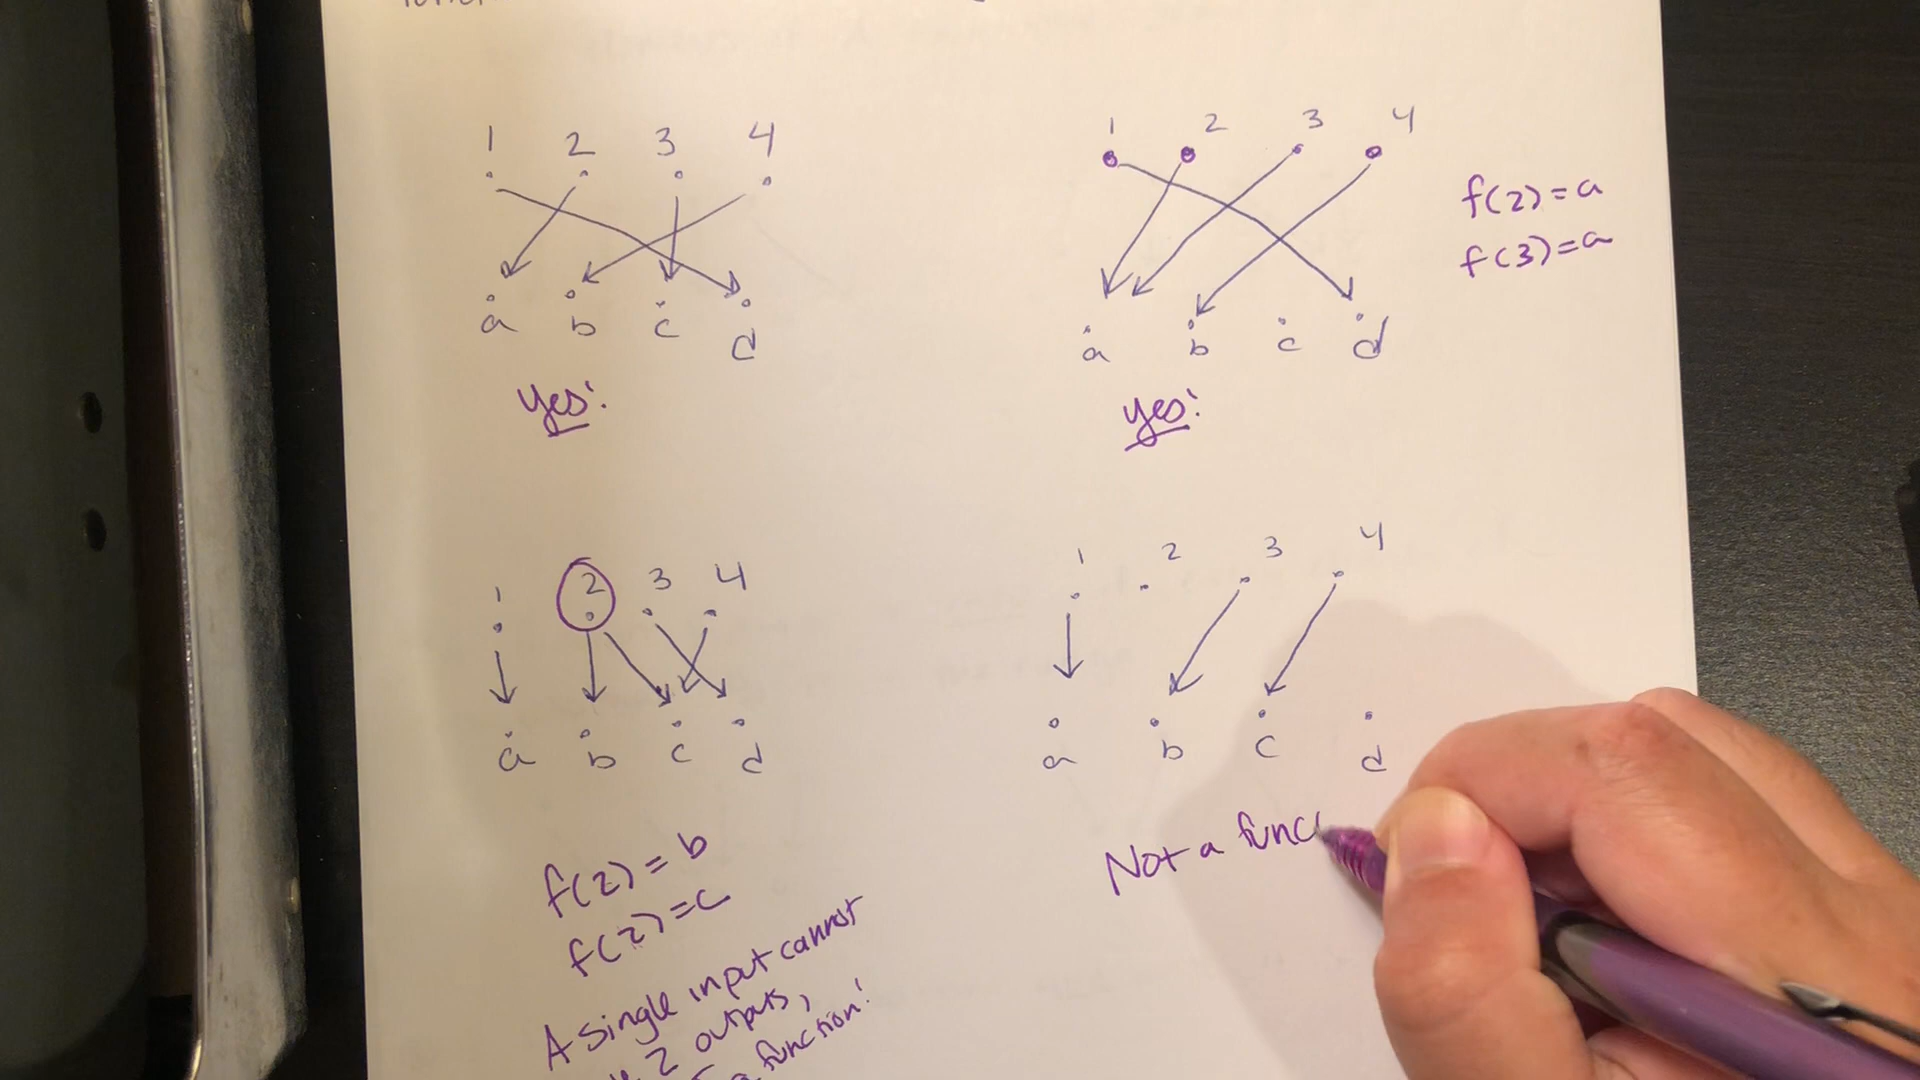 1 2 3 4
a b c d
yes!
1 2 3 4
a b c d
f(2)=a
f(3)=a
yes!
1 2 3 4
a b c d
f(2)=b
f(2)=c
A single input cannot
2 outputs,
a function!
1 2 3 4
a b c d
Not a func